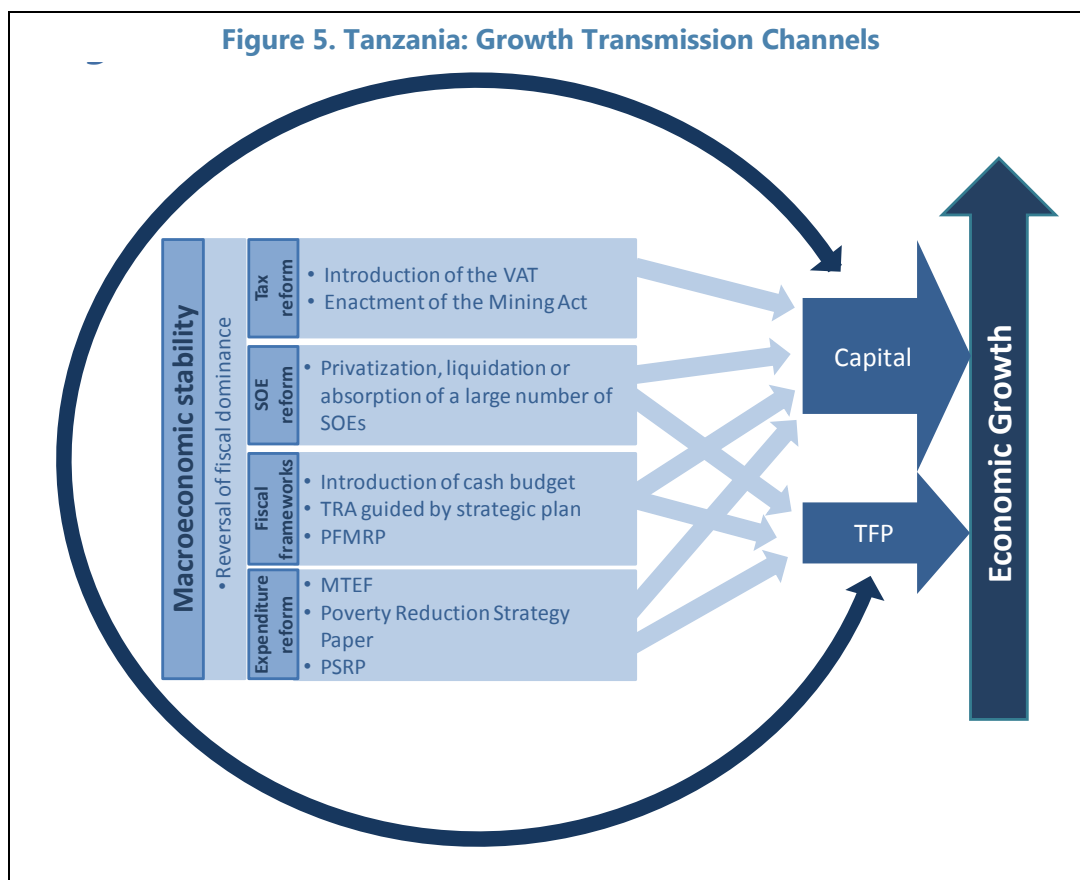 Figure 5. Tanzania: Growth Transmission Channels
Macroeconomic stability
• Reversal of fiscal dominance
Tax
reform
• Introduction of the VAT
• Enactment of the Mining Act
SOE
reform
• Privatization, liquidation or
absorption of a large number of
SOEs
Fiscal
frameworks
• Introduction of cash budget
• TRA guided by strategic plan
• PFMRP
Expenditure
reform
• MTEF
• Poverty Reduction Strategy
Paper
• PSRP
Capital
TFP
Economic Growth